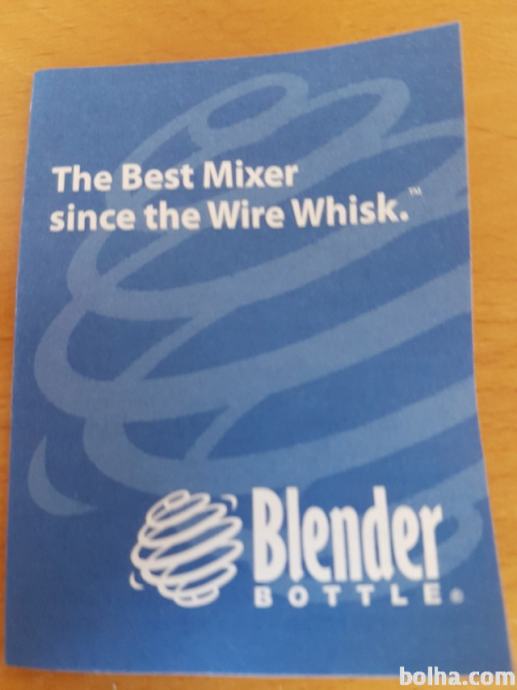 The Best Mixer
since the Wire Whisk.™
Blender
BOTTLE®
bolha.com